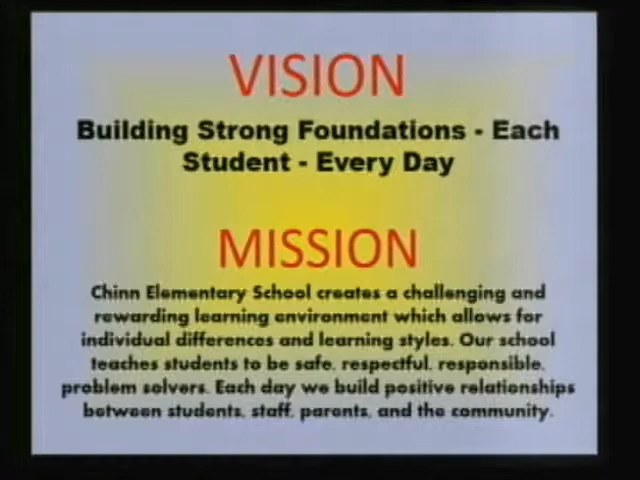 VISION
Building Strong Foundations - Each
Student - Every Day
MISSION
Chinn Elementary School creates a challenging and
rewarding learning environment which allows for
individual differences and learning styles. Our school
teaches students to be safe, respectful, responsible,
problem solvers. Each day we build positive relationships
between students, staff, parents, and the community.